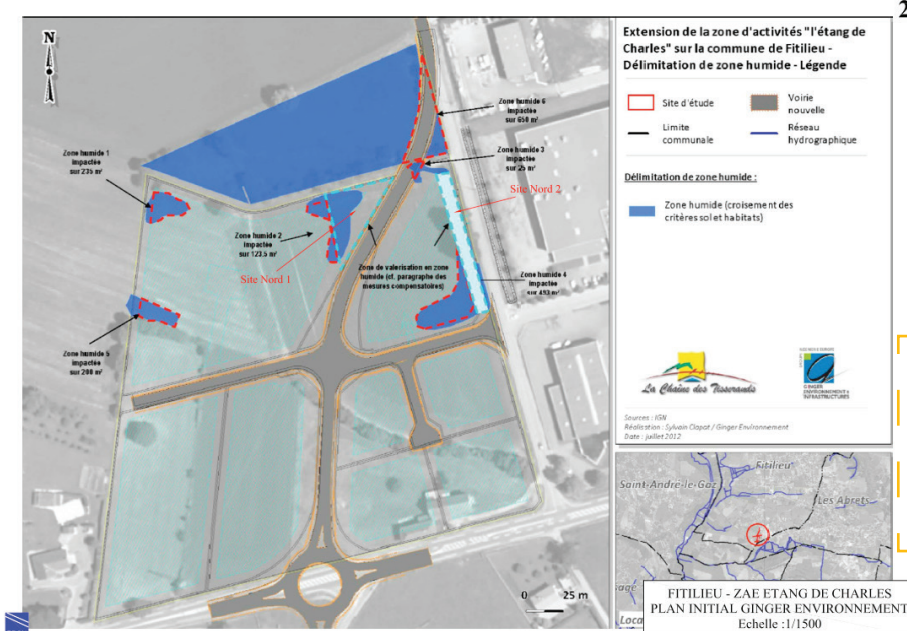 2
N
Zone humide 6
impactée
sur 650 m²
Zone humide 3
impactée
sur 25 m²
Zone humide 1
impactée
sur 235 m²
Site Nord 2
Zone humide 2
impactée
sur 123,5 m²
Site Nord 1
Zone de valorisation en zone
humide (cf. paragraphe des
mesures compensatoires)
Zone humide 4
impactée
sur 493 m²
Zone humide 5
impactée
sur 200 m²
0 25 m
Extension de la zone d'activités "l'étang de
Charles" sur la commune de Fitilieu -
Délimitation de zone humide - Légende
Site d'étude
Voirie
nouvelle
Limite
communale
Réseau
hydrographique
Délimitation de zone humide :
Zone humide (croisement des
critères sol et habitats)
La Chaîne des Tisserands
GINGER
ENVIRONNEMENT &
INFRASTRUCTURES
Sources : IGN
Réalisation : Sylvain Clapot / Ginger Environnement
Date : juillet 2012
Fitilieu
Saint-André-le-Gaz
Les Abrets
FITILIEU - ZAE ETANG DE CHARLES
PLAN INITIAL GINGER ENVIRONNEMENT
Echelle :1/1500